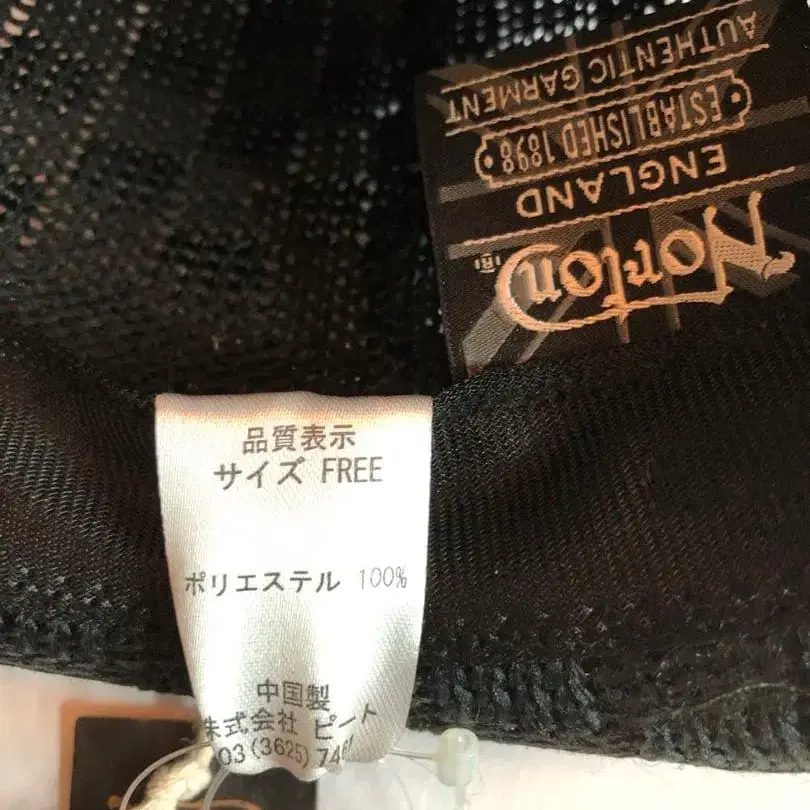 Norton
ENGLAND
ESTABLISHED 1898
AUTHENTIC GARMENT
品質表示
サイズ FREE
ポリエステル 100%
中国製
株式会社 ピート
03(3625)74